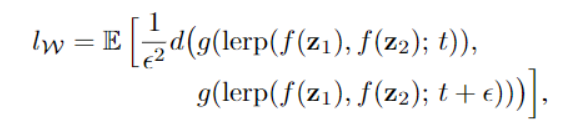 l_𝒲 = 𝔼 [ 1/ϵ² d(g(lerp(f(z₁), f(z₂); t)),
g(lerp(f(z₁), f(z₂); t + ϵ)))],